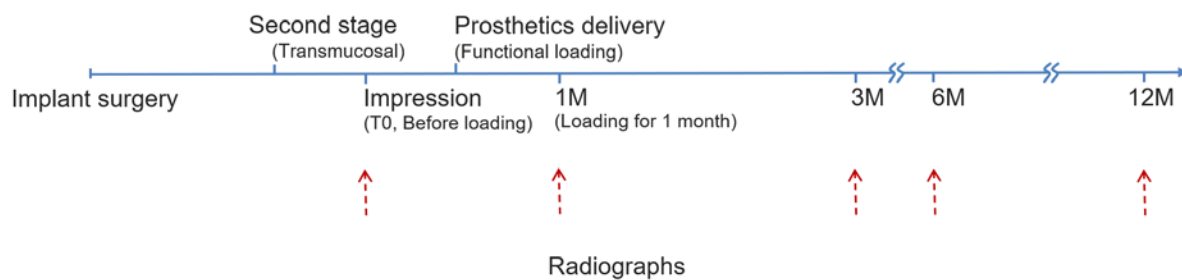 Second stage
(Transmucosal)
Prosthetics delivery
(Functional loading)
Implant surgery
Impression
(T0, Before loading)
1M
(Loading for 1 month)
3M
6M
12M
Radiographs